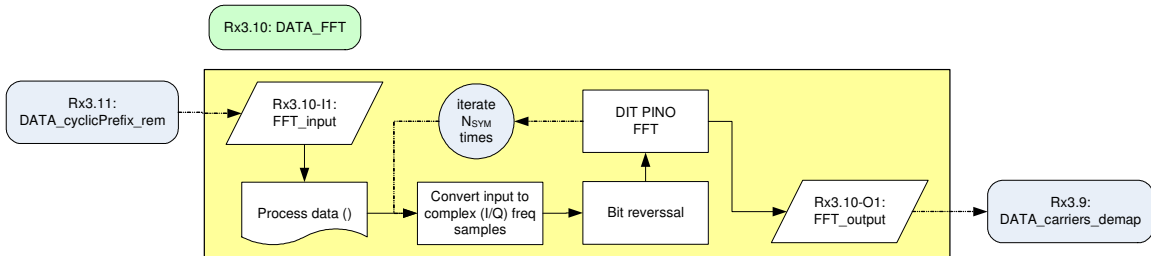 Rx3.10: DATA_FFT
Rx3.11:
DATA_cyclicPrefix_rem
Rx3.10-I1:
FFT_input
iterate
NSYM
times
DIT PINO
FFT
Process data ()
Convert input to
complex (I/Q) freq
samples
Bit reverssal
Rx3.10-O1:
FFT_output
Rx3.9:
DATA_carriers_demap